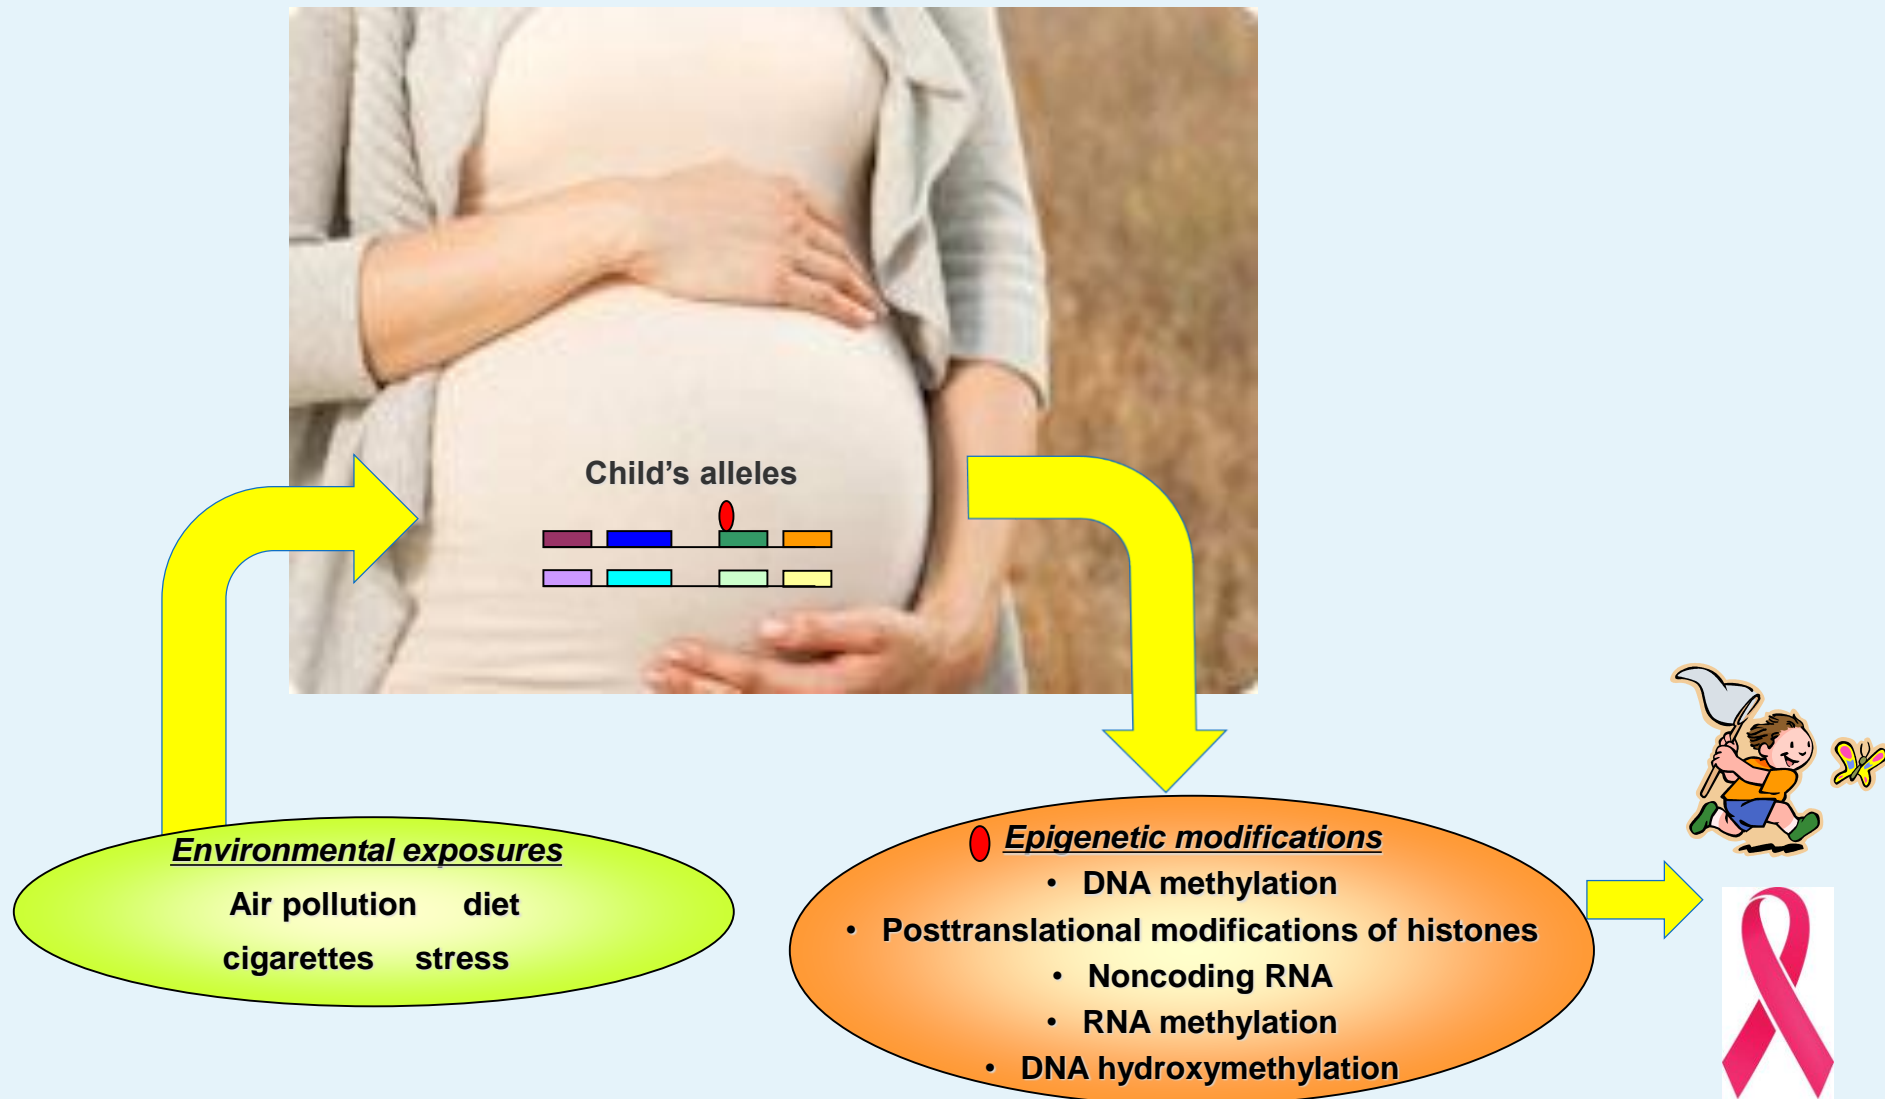 Child’s alleles
Environmental exposures
Air pollution diet
cigarettes stress
Epigenetic modifications
• DNA methylation
• Posttranslational modifications of histones
• Noncoding RNA
• RNA methylation
• DNA hydroxymethylation